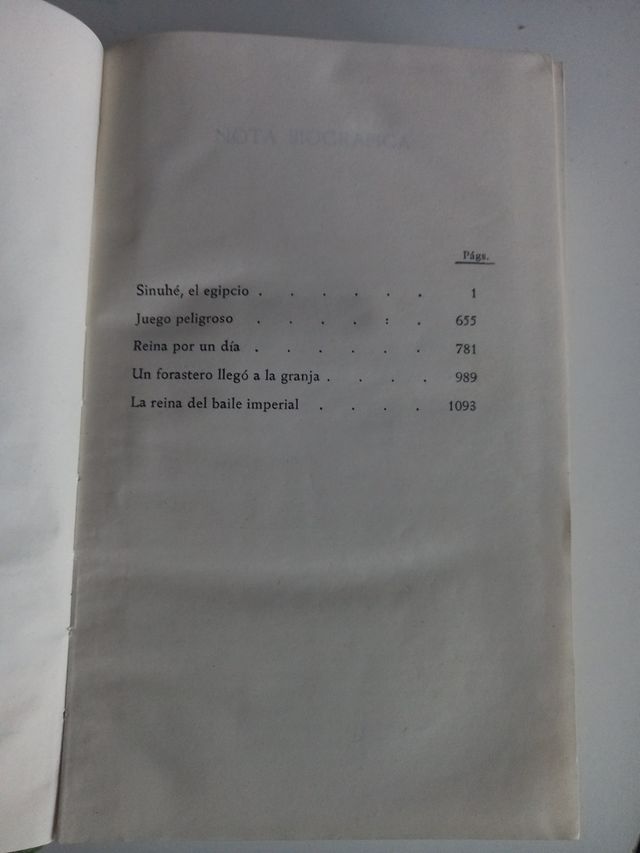 NOTA BIOGRAFICA
Págs.
Sinuhé, el egipcio . . . . . . 1
Juego peligroso . . . . : . 655
Reina por un día . . . . . . 781
Un forastero llegó a la granja . . . . 989
La reina del baile imperial . . . . 1093